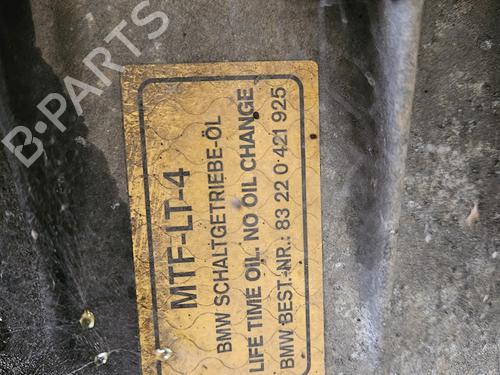 MTF-LT-4
BMW SCHALTGETRIEBE-ÖL
LIFE TIME OIL. NO OIL CHANGE
BMW BEST.-NR.: 83 22 0 421 925
B-PARTS